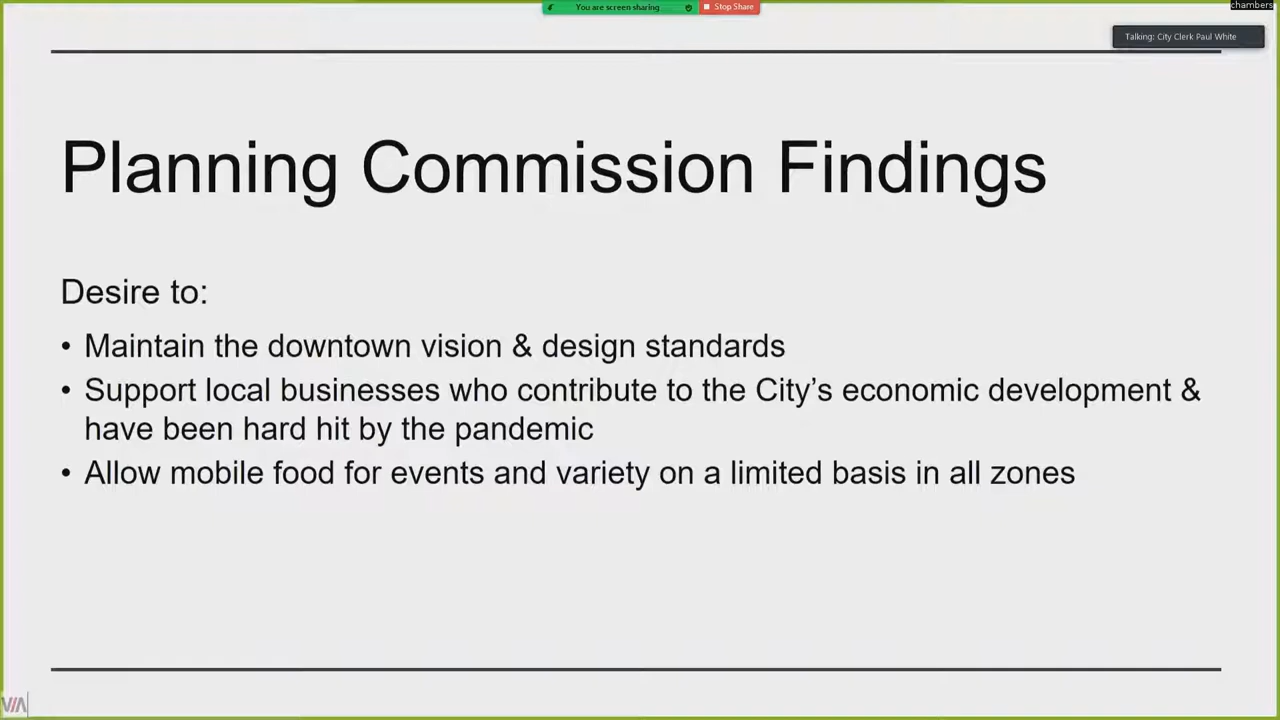 You are screen sharing
Stop Share
chambers
Talking: City Clerk Paul White
Planning Commission Findings
Desire to:
• Maintain the downtown vision & design standards
• Support local businesses who contribute to the City’s economic development &
have been hard hit by the pandemic
• Allow mobile food for events and variety on a limited basis in all zones
VIA